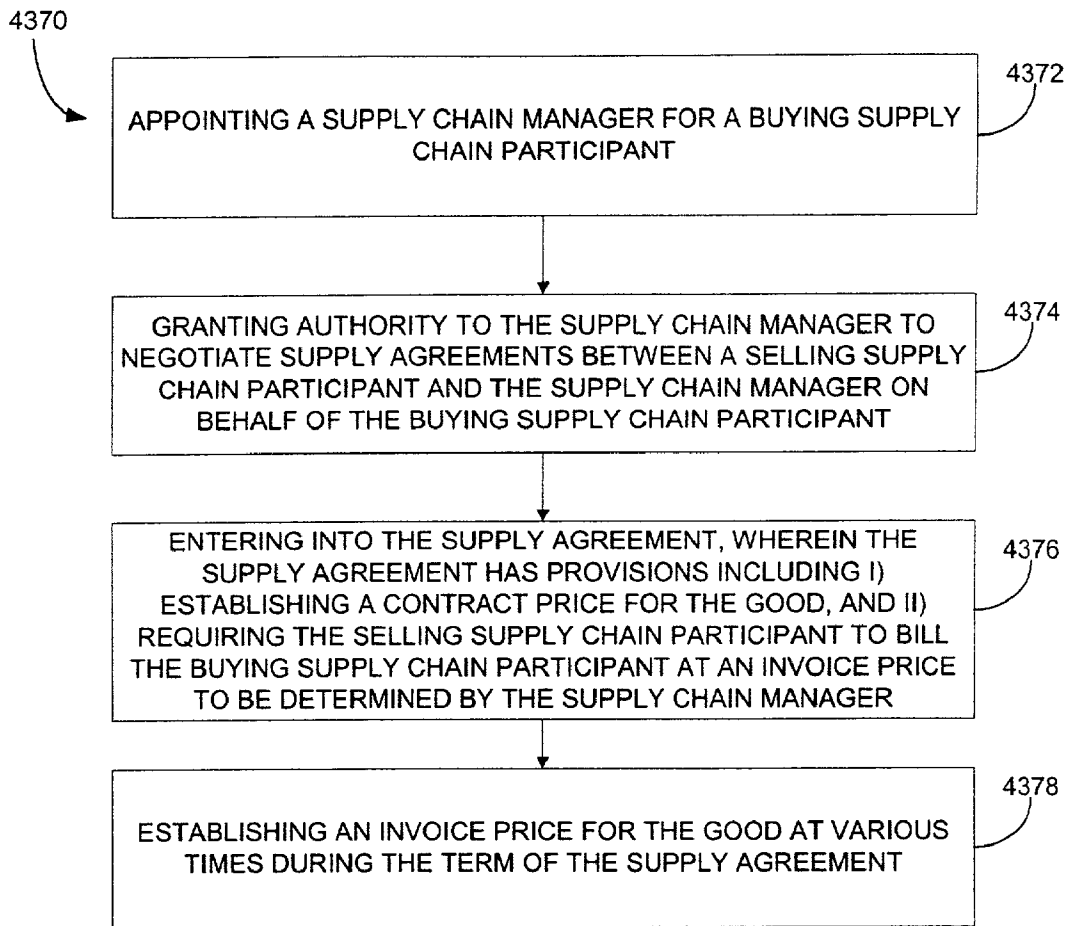 4370
4372
APPOINTING A SUPPLY CHAIN MANAGER FOR A BUYING SUPPLY
CHAIN PARTICIPANT
4374
GRANTING AUTHORITY TO THE SUPPLY CHAIN MANAGER TO
NEGOTIATE SUPPLY AGREEMENTS BETWEEN A SELLING SUPPLY
CHAIN PARTICIPANT AND THE SUPPLY CHAIN MANAGER ON
BEHALF OF THE BUYING SUPPLY CHAIN PARTICIPANT
4376
ENTERING INTO THE SUPPLY AGREEMENT, WHEREIN THE
SUPPLY AGREEMENT HAS PROVISIONS INCLUDING I)
ESTABLISHING A CONTRACT PRICE FOR THE GOOD, AND II)
REQUIRING THE SELLING SUPPLY CHAIN PARTICIPANT TO BILL
THE BUYING SUPPLY CHAIN PARTICIPANT AT AN INVOICE PRICE
TO BE DETERMINED BY THE SUPPLY CHAIN MANAGER
4378
ESTABLISHING AN INVOICE PRICE FOR THE GOOD AT VARIOUS
TIMES DURING THE TERM OF THE SUPPLY AGREEMENT